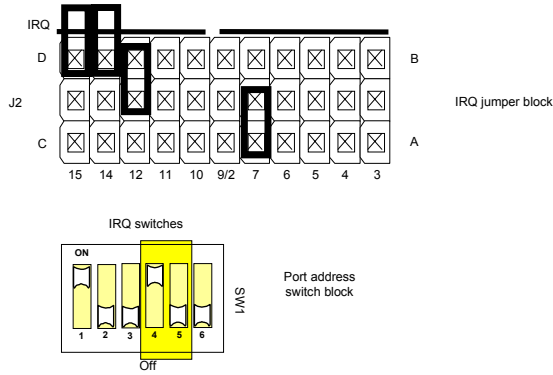 IRQ
D
B
J2
IRQ jumper block
C
A
15 14 12 11 10 9/2 7 6 5 4 3
IRQ switches
ON
Port address
switch block
SW1
1 2 3 4 5 6
Off